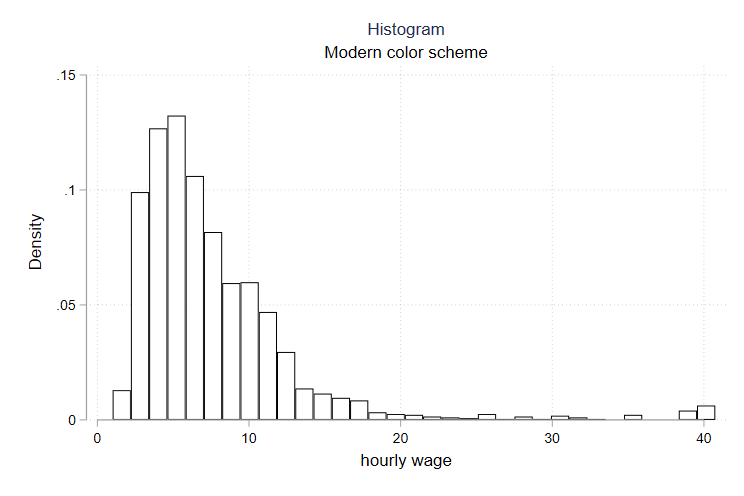 Histogram
Modern color scheme
.15
.1
.05
0
Density
0 10 20 30 40
hourly wage